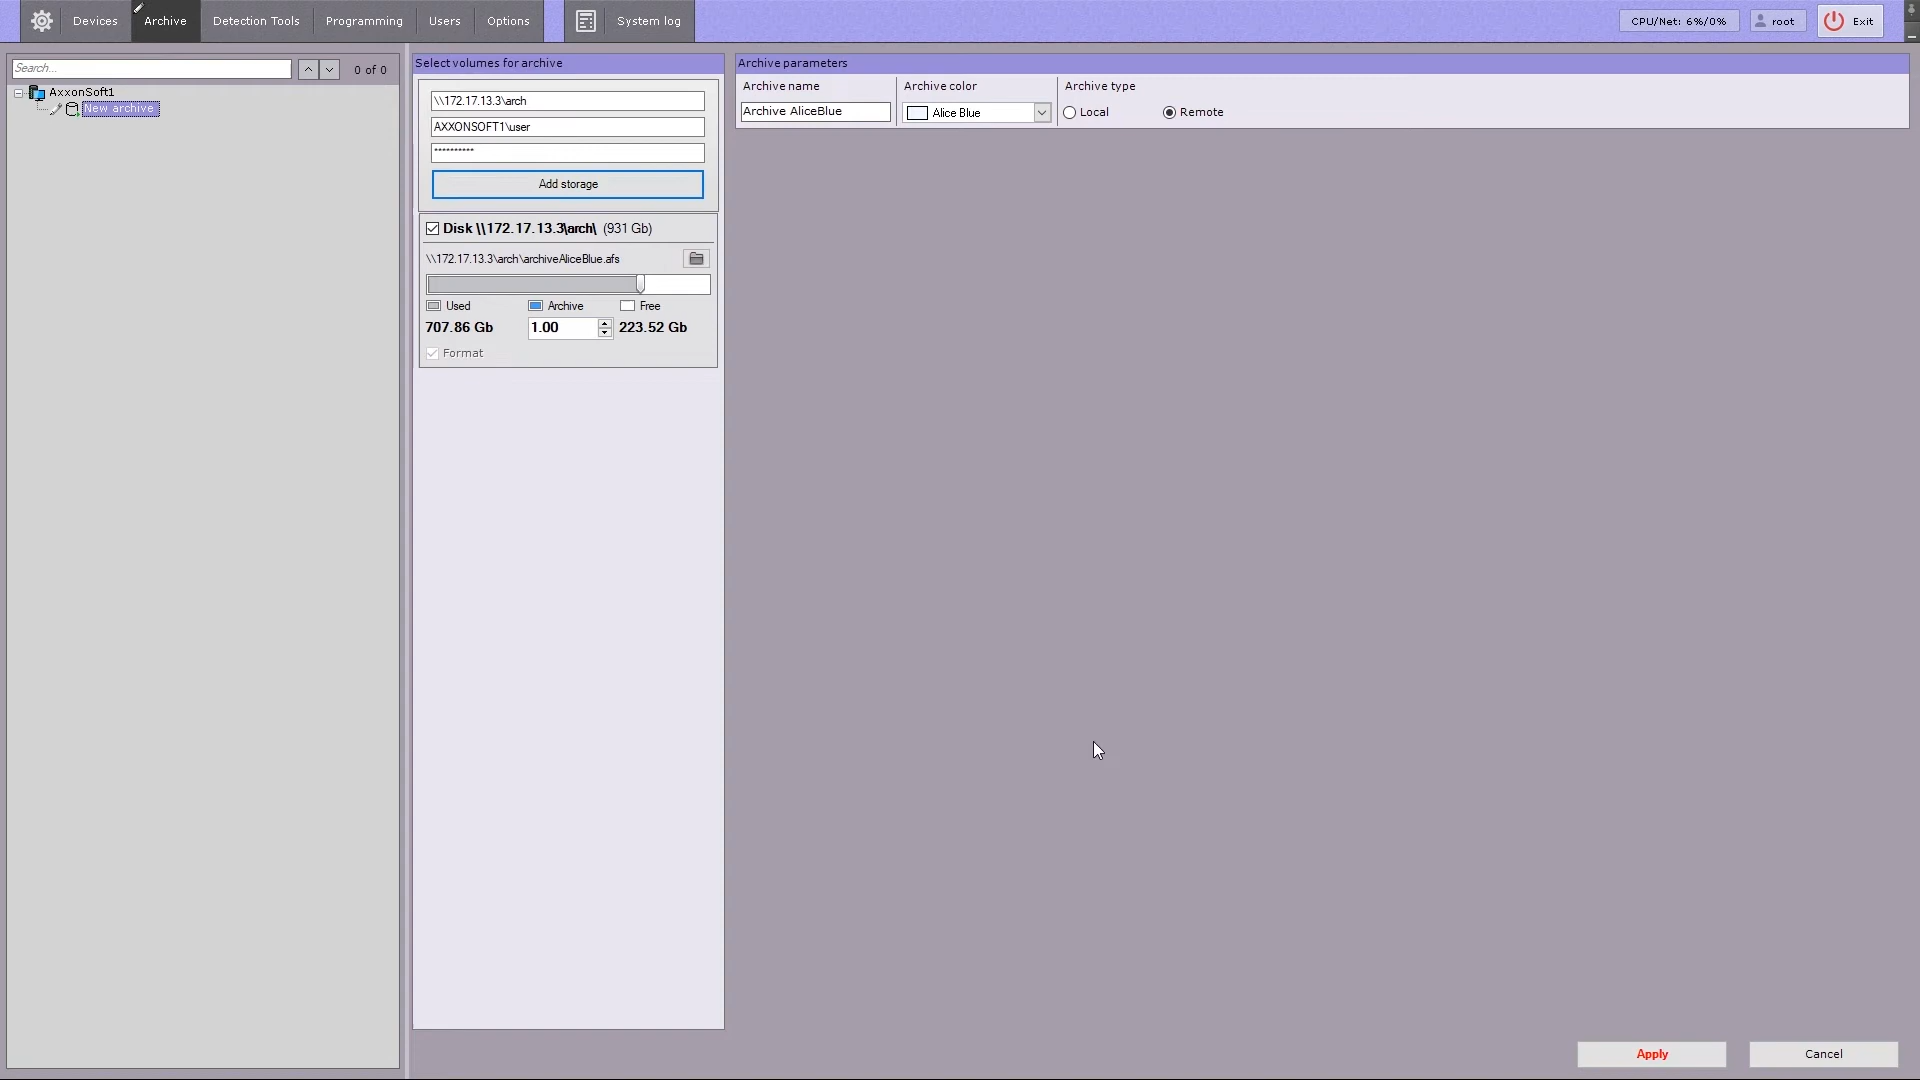 Devices Archive Detection Tools Programming Users Options System log CPU/Net: 6%/0% root Exit
Search... 0 of 0
AxxonSoft1
New archive
Select volumes for archive
\\172.17.13.3\arch
AXXONSOFT1\user
**********
Add storage
Disk \\172.17.13.3\arch\ (931 Gb)
\\172.17.13.3\arch\archiveAliceBlue.afs
Used Archive Free
707.86 Gb 1.00 223.52 Gb
Format
Archive parameters
Archive name Archive color Archive type
Archive AliceBlue Alice Blue Local Remote
Apply Cancel